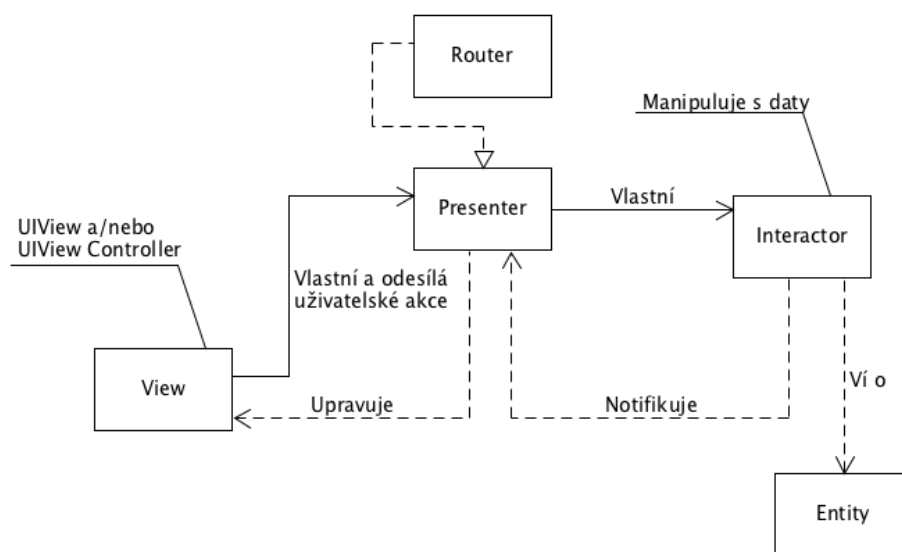 Router
Manipuluje s daty
Presenter
Vlastní
Interactor
UIView a/nebo
UIView Controller
Vlastní a odesílá
uživatelské akce
View
Upravuje
Notifikuje
Ví o
Entity